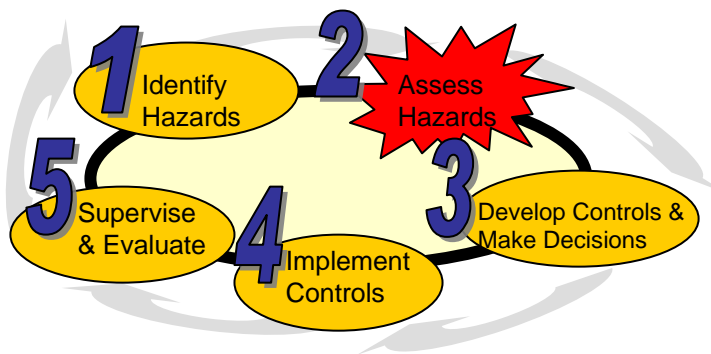 1
Identify
Hazards
2
Assess
Hazards
3
Develop Controls &
Make Decisions
4
Implement
Controls
5
Supervise
& Evaluate